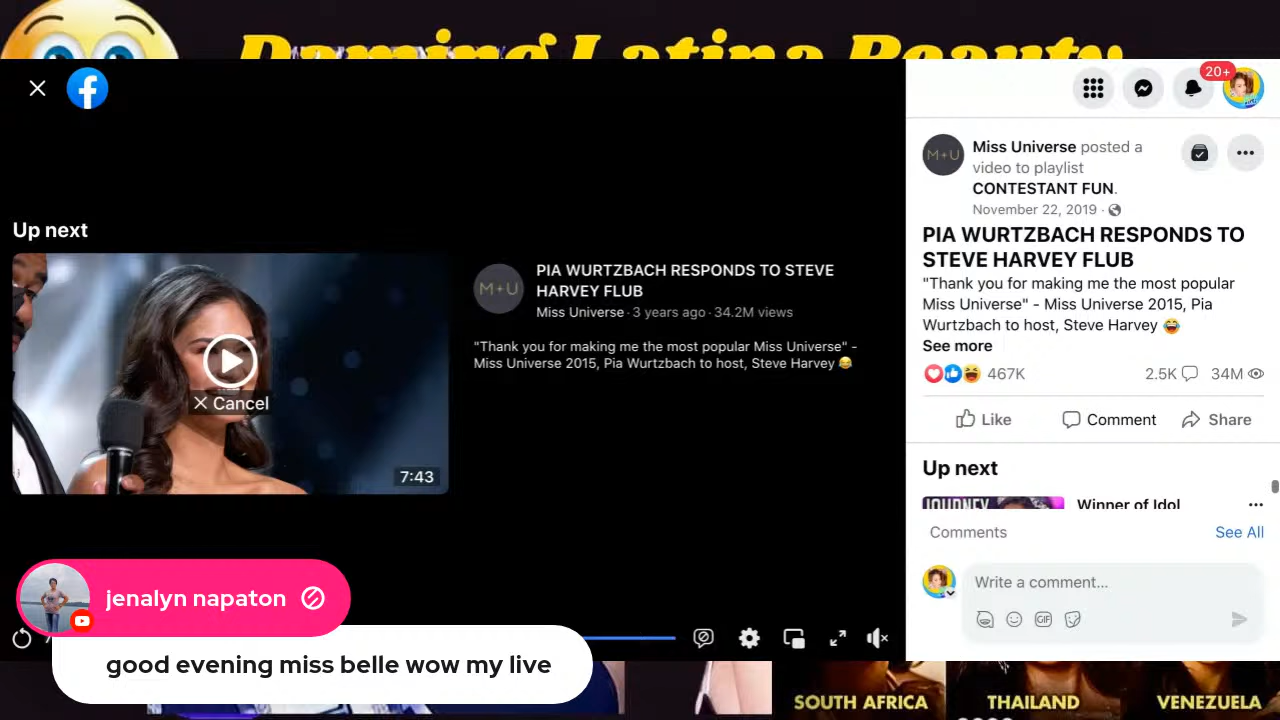 Daming Latina Beauty
20+
Miss Universe posted a
video to playlist
CONTESTANT FUN.
November 22, 2019 ·
PIA WURTZBACH RESPONDS TO
STEVE HARVEY FLUB
"Thank you for making me the most popular
Miss Universe" - Miss Universe 2015, Pia
Wurtzbach to host, Steve Harvey 😂
See more
467K
2.5K
34M
Like
Comment
Share
Up next
Winner of Idol
JOURNEY
Comments
See All
Write a comment...
GIF
Up next
M+U
PIA WURTZBACH RESPONDS TO STEVE
HARVEY FLUB
Miss Universe · 3 years ago · 34.2M views
"Thank you for making me the most popular Miss Universe" -
Miss Universe 2015, Pia Wurtzbach to host, Steve Harvey 😂
Cancel
7:43
M+U
jenalyn napaton
good evening miss belle wow my live
SOUTH AFRICA
THAILAND
VENEZUELA